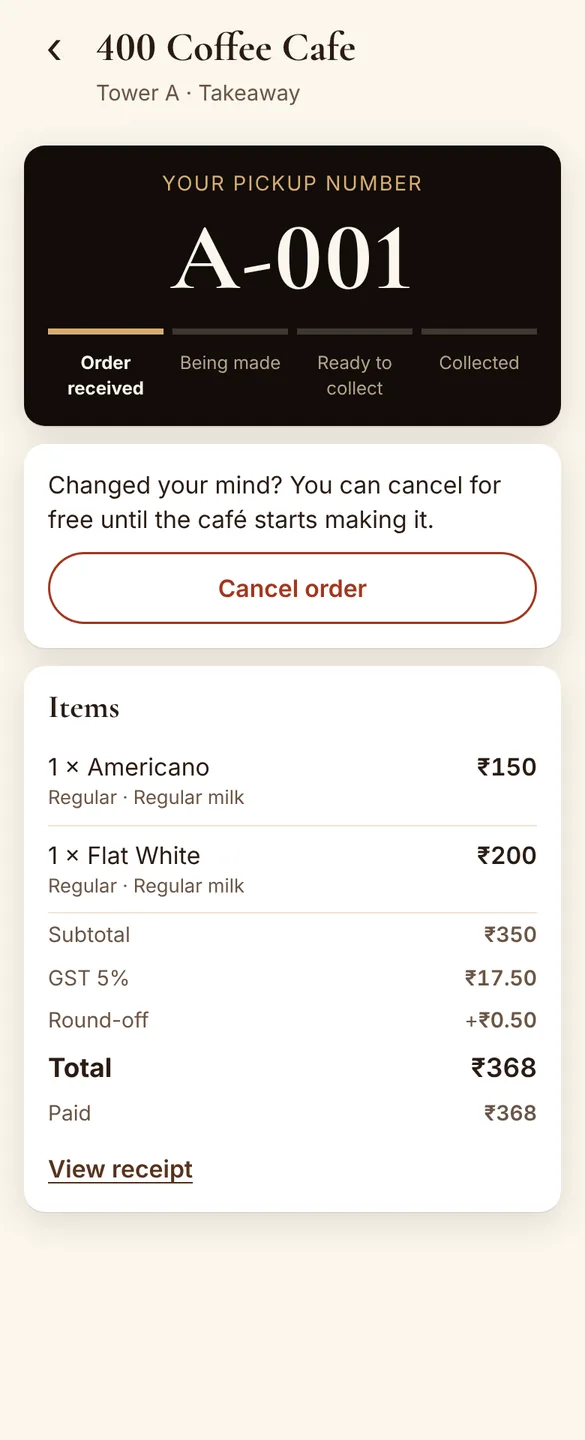 400 Coffee Cafe
Tower A · Takeaway
YOUR PICKUP NUMBER
A-001
Order received
Being made
Ready to collect
Collected
Changed your mind? You can cancel for
free until the café starts making it.
Cancel order
Items
1 × Americano ₹150
Regular · Regular milk
1 × Flat White ₹200
Regular · Regular milk
Subtotal ₹350
GST 5% ₹17.50
Round-off +₹0.50
Total ₹368
Paid ₹368
View receipt